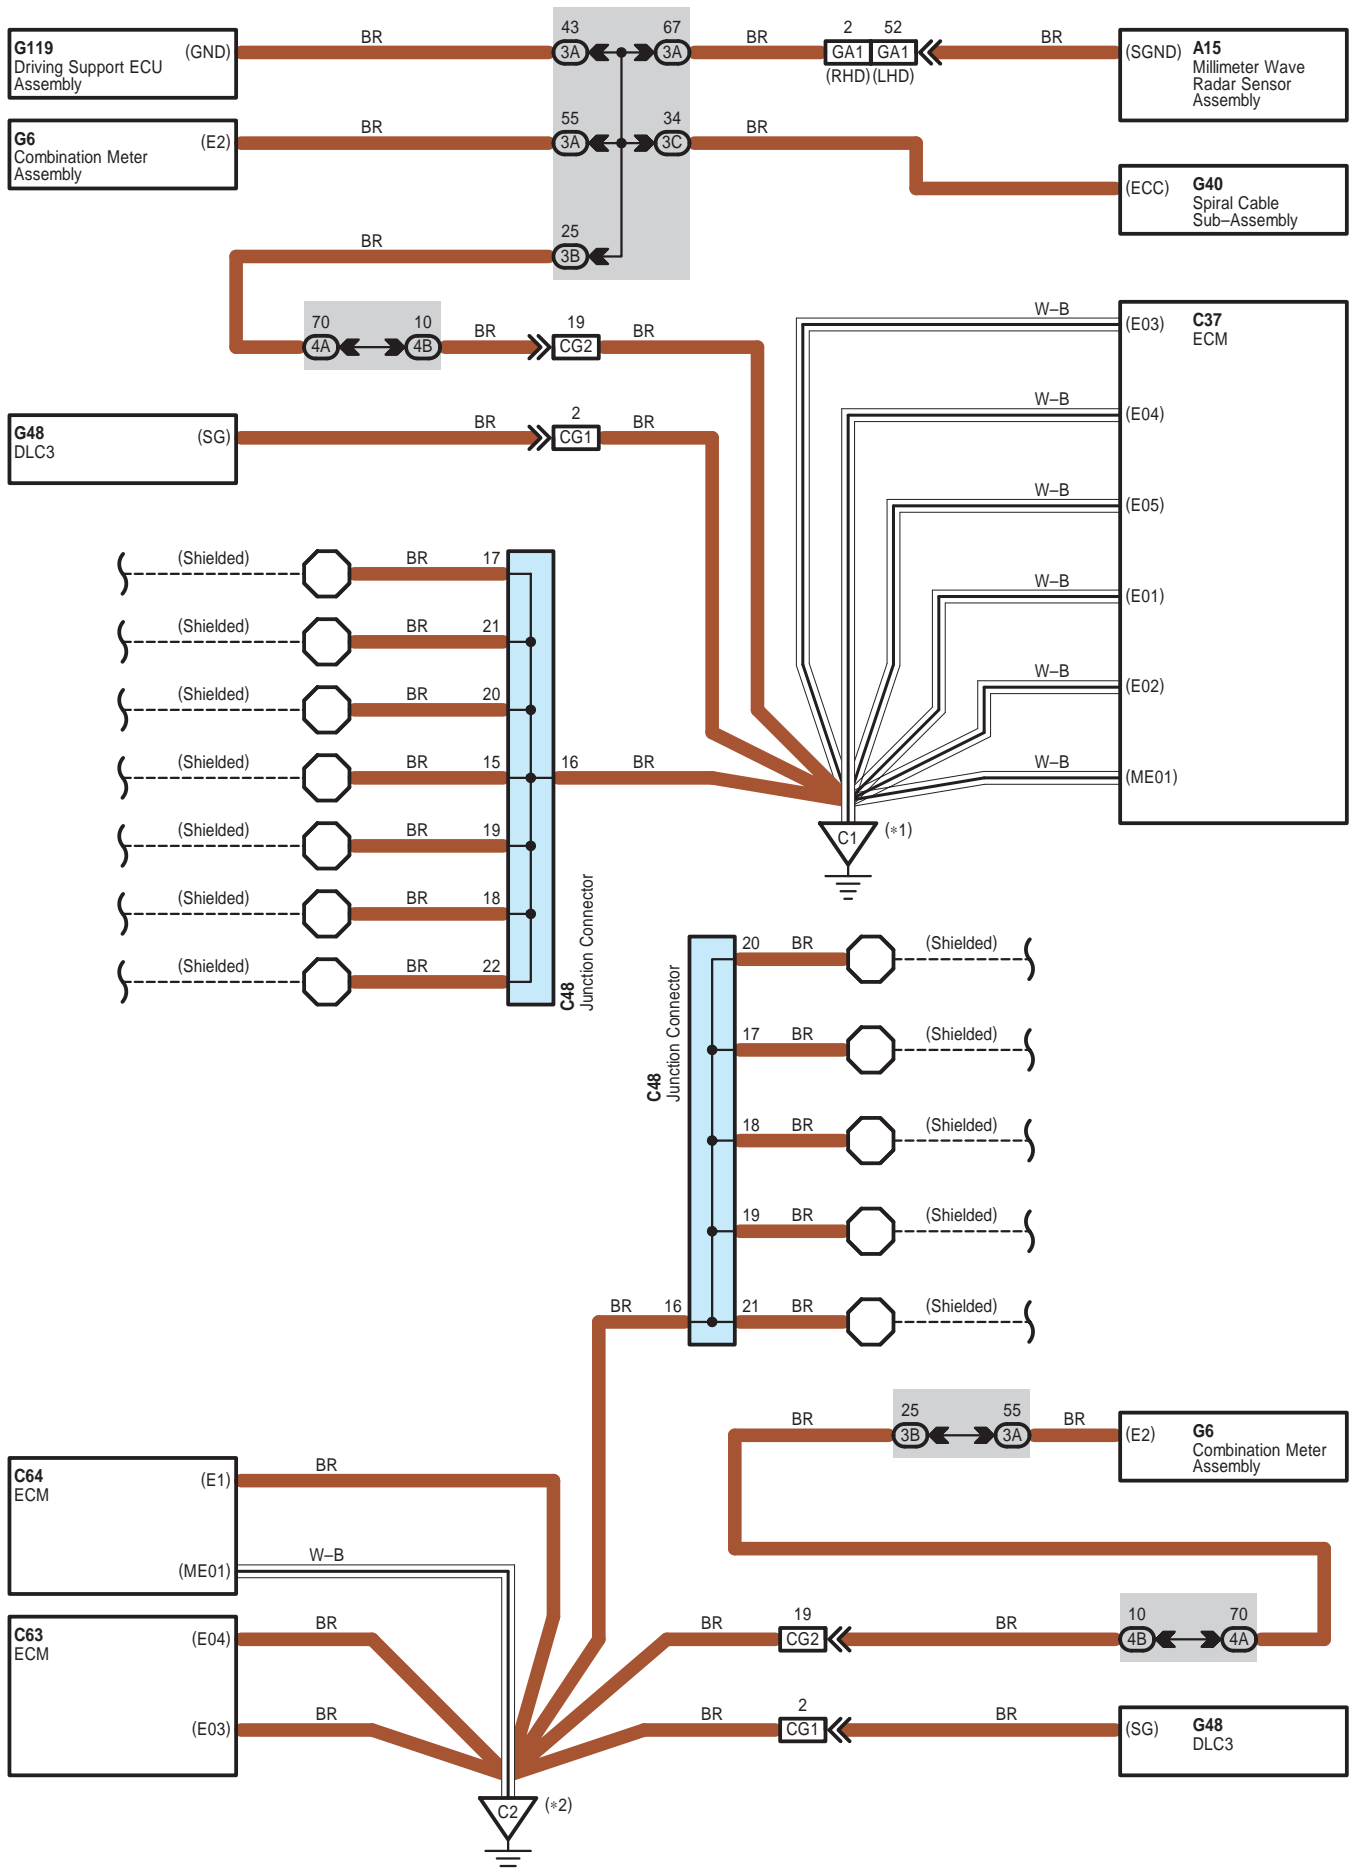 G119 (GND)
Driving Support ECU
Assembly
BR
43
3A
67
3A
BR
2 52
GA1 GA1
(RHD) (LHD)
BR
(SGND) A15
Millimeter Wave
Radar Sensor
Assembly
G6 (E2)
Combination Meter
Assembly
BR
55
3A
34
3C
BR
(ECC) G40
Spiral Cable
Sub–Assembly
BR
25
3B
70
4A
10
4B
BR
19
CG2
BR
G48 (SG)
DLC3
BR
2
CG1
BR
C37
ECM
W–B (E03)
W–B (E04)
W–B (E05)
W–B (E01)
W–B (E02)
W–B (ME01)
(Shielded) BR 17
(Shielded) BR 21
(Shielded) BR 20
(Shielded) BR 15
16 BR
(Shielded) BR 19
(Shielded) BR 18
(Shielded) BR 22
C48
Junction Connector
C1 (*1)
C48
Junction Connector
20 BR (Shielded)
17 BR (Shielded)
18 BR (Shielded)
19 BR (Shielded)
BR 16
21 BR (Shielded)
BR
25
3B
55
3A
BR
(E2) G6
Combination Meter
Assembly
C64
ECM
(E1) BR
(ME01) W–B
C63
ECM
(E04) BR
(E03) BR
BR
19
CG2
BR
10
4B
70
4A
BR
2
CG1
BR
(SG) G48
DLC3
C2 (*2)